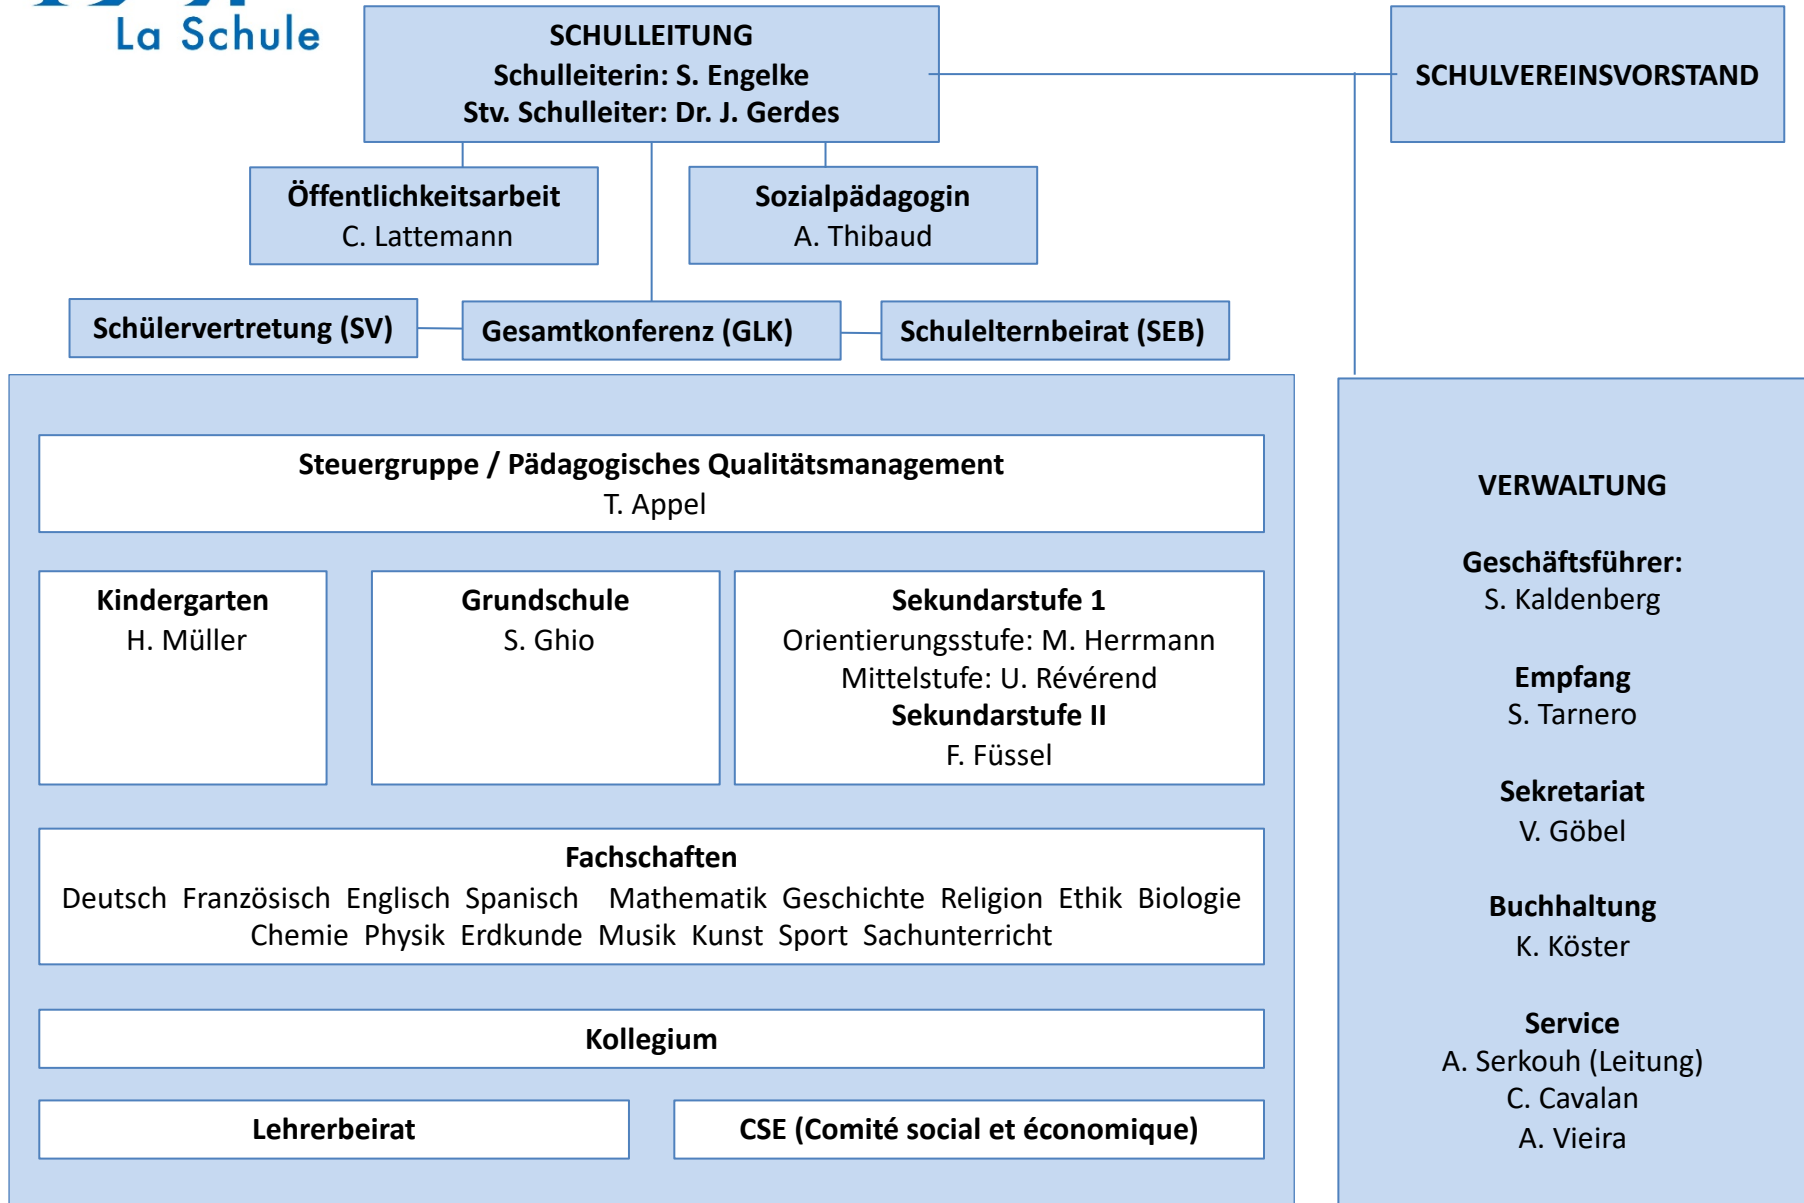 La Schule
SCHULLEITUNG
Schulleiterin: S. Engelke
Stv. Schulleiter: Dr. J. Gerdes
SCHULVEREINSVORSTAND
Öffentlichkeitsarbeit
C. Lattemann
Sozialpädagogin
A. Thibaud
Schülervertretung (SV)
Gesamtkonferenz (GLK)
Schulelternbeirat (SEB)
Steuergruppe / Pädagogisches Qualitätsmanagement
T. Appel
Kindergarten
H. Müller
Grundschule
S. Ghio
Sekundarstufe 1
Orientierungsstufe: M. Herrmann
Mittelstufe: U. Révérend
Sekundarstufe II
F. Füssel
Fachschaften
Deutsch Französisch Englisch Spanisch Mathematik Geschichte Religion Ethik Biologie
Chemie Physik Erdkunde Musik Kunst Sport Sachunterricht
Kollegium
Lehrerbeirat
CSE (Comité social et économique)
VERWALTUNG
Geschäftsführer:
S. Kaldenberg
Empfang
S. Tarnero
Sekretariat
V. Göbel
Buchhaltung
K. Köster
Service
A. Serkouh (Leitung)
C. Cavalan
A. Vieira